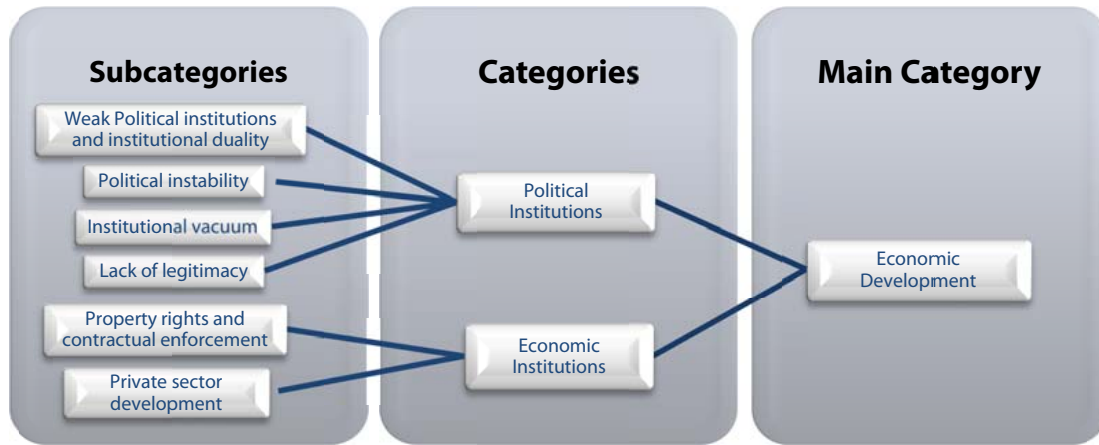 Subcategories
Weak Political institutions
and institutional duality
Political instability
Institutional vacuum
Lack of legitimacy
Property rights and
contractual enforcement
Private sector
development
Categories
Political
Institutions
Economic
Institutions
Main Category
Economic
Development